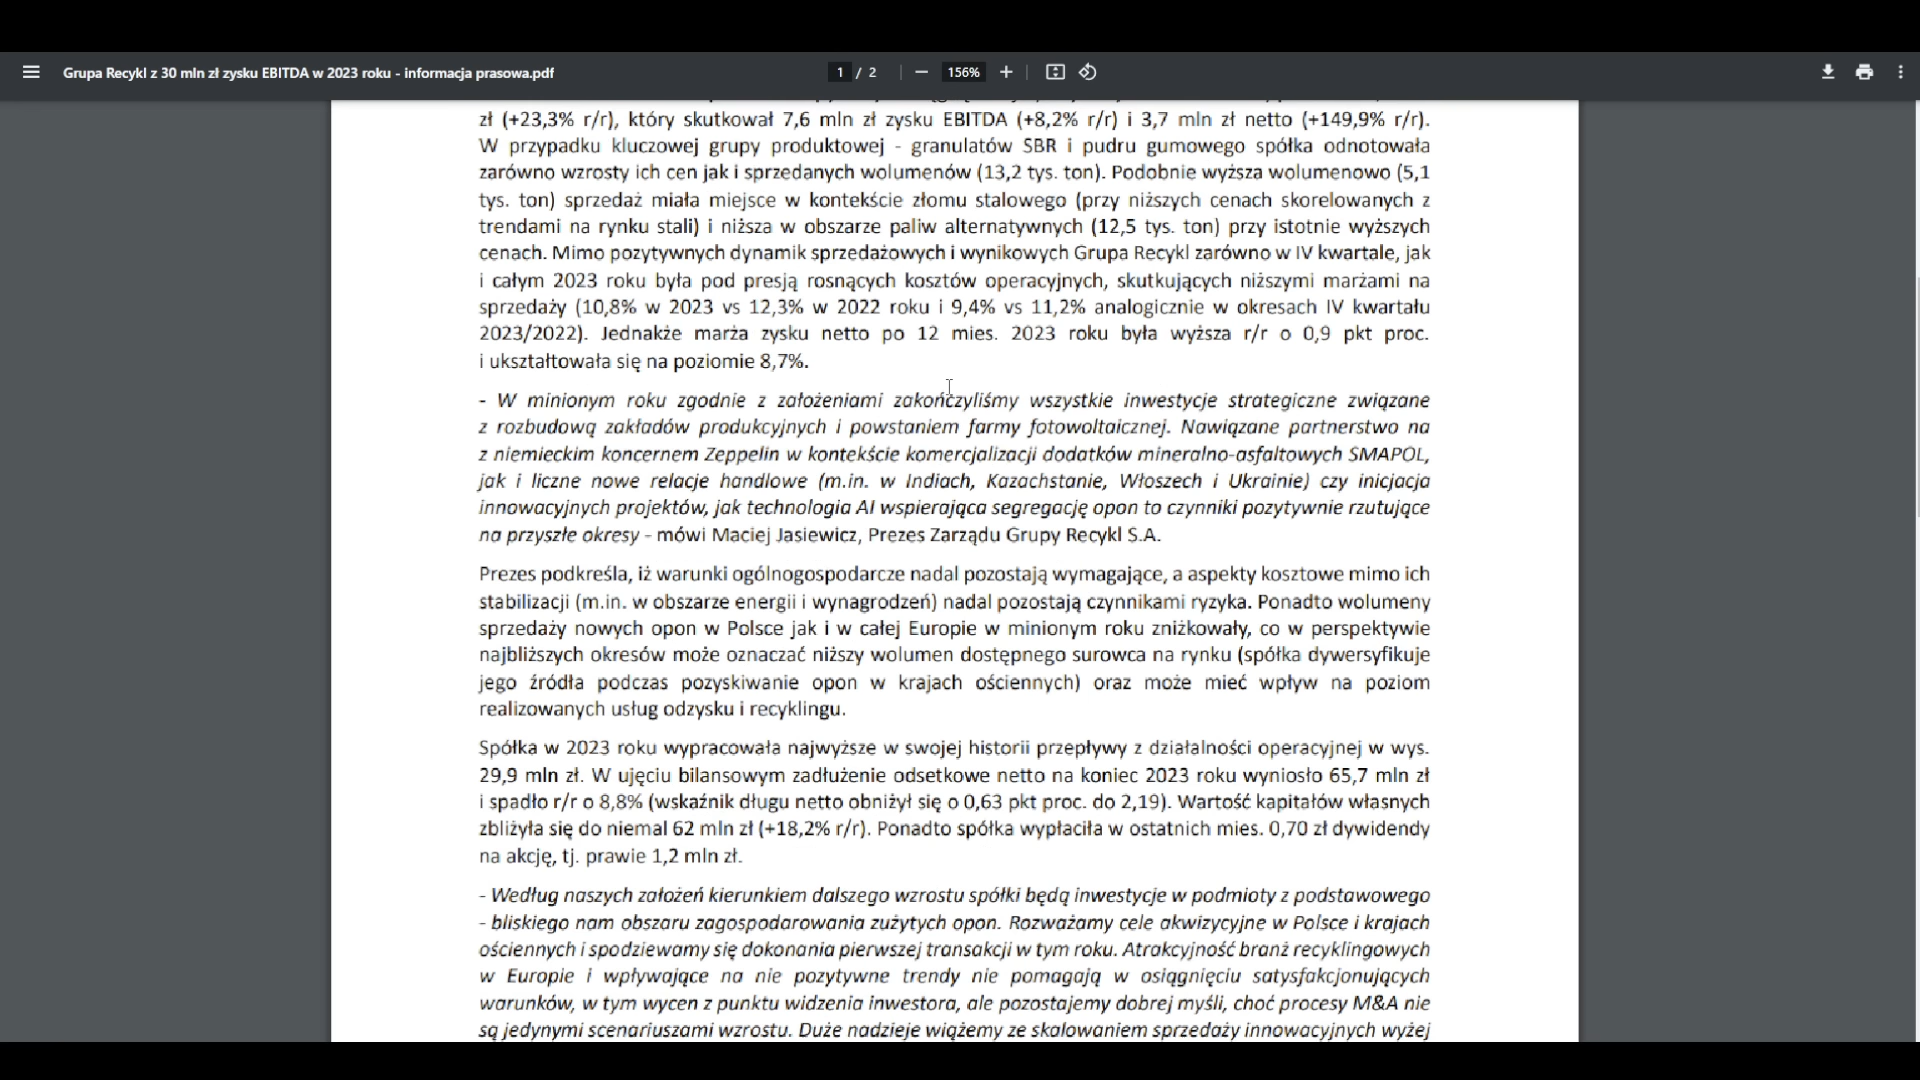 Grupa Recykl z 30 mln zł zysku EBITDA w 2023 roku - informacja prasowa.pdf
1 / 2
156%
zł (+23,3% r/r), który skutkował 7,6 mln zł zysku EBITDA (+8,2% r/r) i 3,7 mln zł netto (+149,9% r/r).
W przypadku kluczowej grupy produktowej - granulatów SBR i pudru gumowego spółka odnotowała
zarówno wzrosty ich cen jak i sprzedanych wolumenów (13,2 tys. ton). Podobnie wyższa wolumenowo (5,1
tys. ton) sprzedaż miała miejsce w kontekście złomu stalowego (przy niższych cenach skorelowanych z
trendami na rynku stali) i niższa w obszarze paliw alternatywnych (12,5 tys. ton) przy istotnie wyższych
cenach. Mimo pozytywnych dynamik sprzedażowych i wynikowych Grupa Recykl zarówno w IV kwartale, jak
i całym 2023 roku była pod presją rosnących kosztów operacyjnych, skutkujących niższymi marżami na
sprzedaży (10,8% w 2023 vs 12,3% w 2022 roku i 9,4% vs 11,2% analogicznie w okresach IV kwartału
2023/2022). Jednakże marża zysku netto po 12 mies. 2023 roku była wyższa r/r o 0,9 pkt proc.
i ukształtowała się na poziomie 8,7%.
- W minionym roku zgodnie z założeniami zakończyliśmy wszystkie inwestycje strategiczne związane
z rozbudową zakładów produkcyjnych i powstaniem farmy fotowoltaicznej. Nawiązane partnerstwo na
z niemieckim koncernem Zeppelin w kontekście komercjalizacji dodatków mineralno-asfaltowych SMAPOL,
jak i liczne nowe relacje handlowe (m.in. w Indiach, Kazachstanie, Włoszech i Ukrainie) czy inicjacja
innowacyjnych projektów, jak technologia AI wspierająca segregację opon to czynniki pozytywnie rzutujące
na przyszłe okresy - mówi Maciej Jasiewicz, Prezes Zarządu Grupy Recykl S.A.
Prezes podkreśla, iż warunki ogólnogospodarcze nadal pozostają wymagające, a aspekty kosztowe mimo ich
stabilizacji (m.in. w obszarze energii i wynagrodzeń) nadal pozostają czynnikami ryzyka. Ponadto wolumeny
sprzedaży nowych opon w Polsce jak i w całej Europie w minionym roku zniżkowały, co w perspektywie
najbliższych okresów może oznaczać niższy wolumen dostępnego surowca na rynku (spółka dywersyfikuje
jego źródła podczas pozyskiwanie opon w krajach ościennych) oraz może mieć wpływ na poziom
realizowanych usług odzysku i recyklingu.
Spółka w 2023 roku wypracowała najwyższe w swojej historii przepływy z działalności operacyjnej w wys.
29,9 mln zł. W ujęciu bilansowym zadłużenie odsetkowe netto na koniec 2023 roku wyniosło 65,7 mln zł
i spadło r/r o 8,8% (wskaźnik długu netto obniżył się o 0,63 pkt proc. do 2,19). Wartość kapitałów własnych
zbliżyła się do niemal 62 mln zł (+18,2% r/r). Ponadto spółka wypłaciła w ostatnich mies. 0,70 zł dywidendy
na akcję, tj. prawie 1,2 mln zł.
- Według naszych założeń kierunkiem dalszego wzrostu spółki będą inwestycje w podmioty z podstawowego
- bliskiego nam obszaru zagospodarowania zużytych opon. Rozważamy cele akwizycyjne w Polsce i krajach
ościennych i spodziewamy się dokonania pierwszej transakcji w tym roku. Atrakcyjność branż recyklingowych
w Europie i wpływające na nie pozytywne trendy nie pomagają w osiągnięciu satysfakcjonujących
warunków, w tym wycen z punktu widzenia inwestora, ale pozostajemy dobrej myśli, choć procesy M&A nie
są jedynymi scenariuszami wzrostu. Duże nadzieje wiążemy ze skalowaniem sprzedaży innowacyjnych wyżej